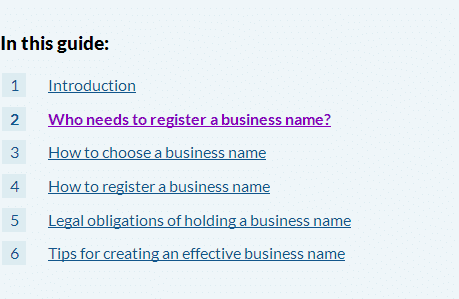 In this guide:
1 Introduction
2 Who needs to register a business name?
3 How to choose a business name
4 How to register a business name
5 Legal obligations of holding a business name
6 Tips for creating an effective business name